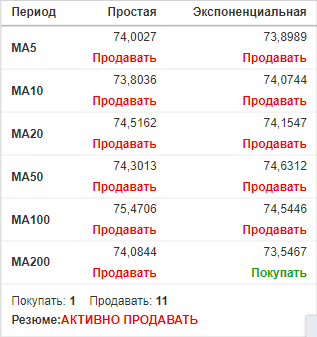 Период Простая Экспоненциальная
MA5 74,0027 73,8989
Продавать Продавать
MA10 73,8036 74,0744
Продавать Продавать
MA20 74,5162 74,1547
Продавать Продавать
MA50 74,3013 74,6312
Продавать Продавать
MA100 75,4706 74,5446
Продавать Продавать
MA200 74,0844 73,5467
Продавать Покупать
Покупать: 1 Продавать: 11
Резюме:АКТИВНО ПРОДАВАТЬ